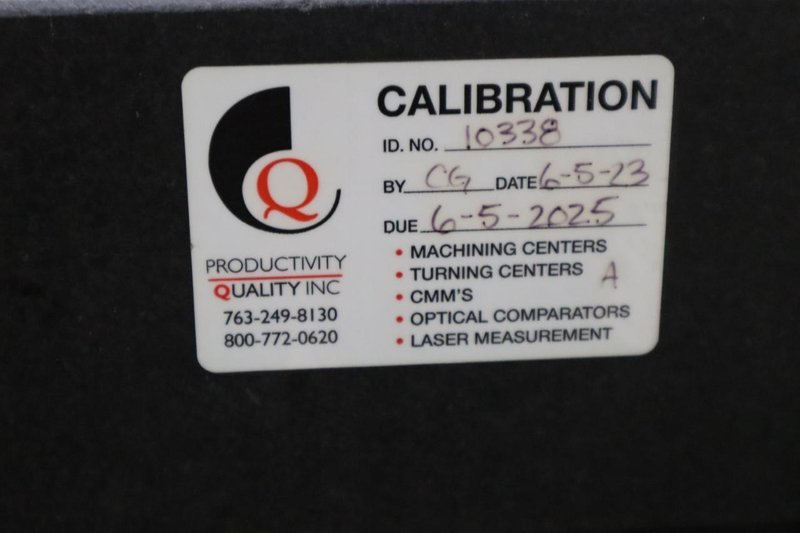 Q
PRODUCTIVITY
QUALITY INC
763-249-8130
800-772-0620
CALIBRATION
ID. NO. 10338
BY CG DATE 6-5-23
DUE 6-5-2025
• MACHINING CENTERS
• TURNING CENTERS A
• CMM'S
• OPTICAL COMPARATORS
• LASER MEASUREMENT